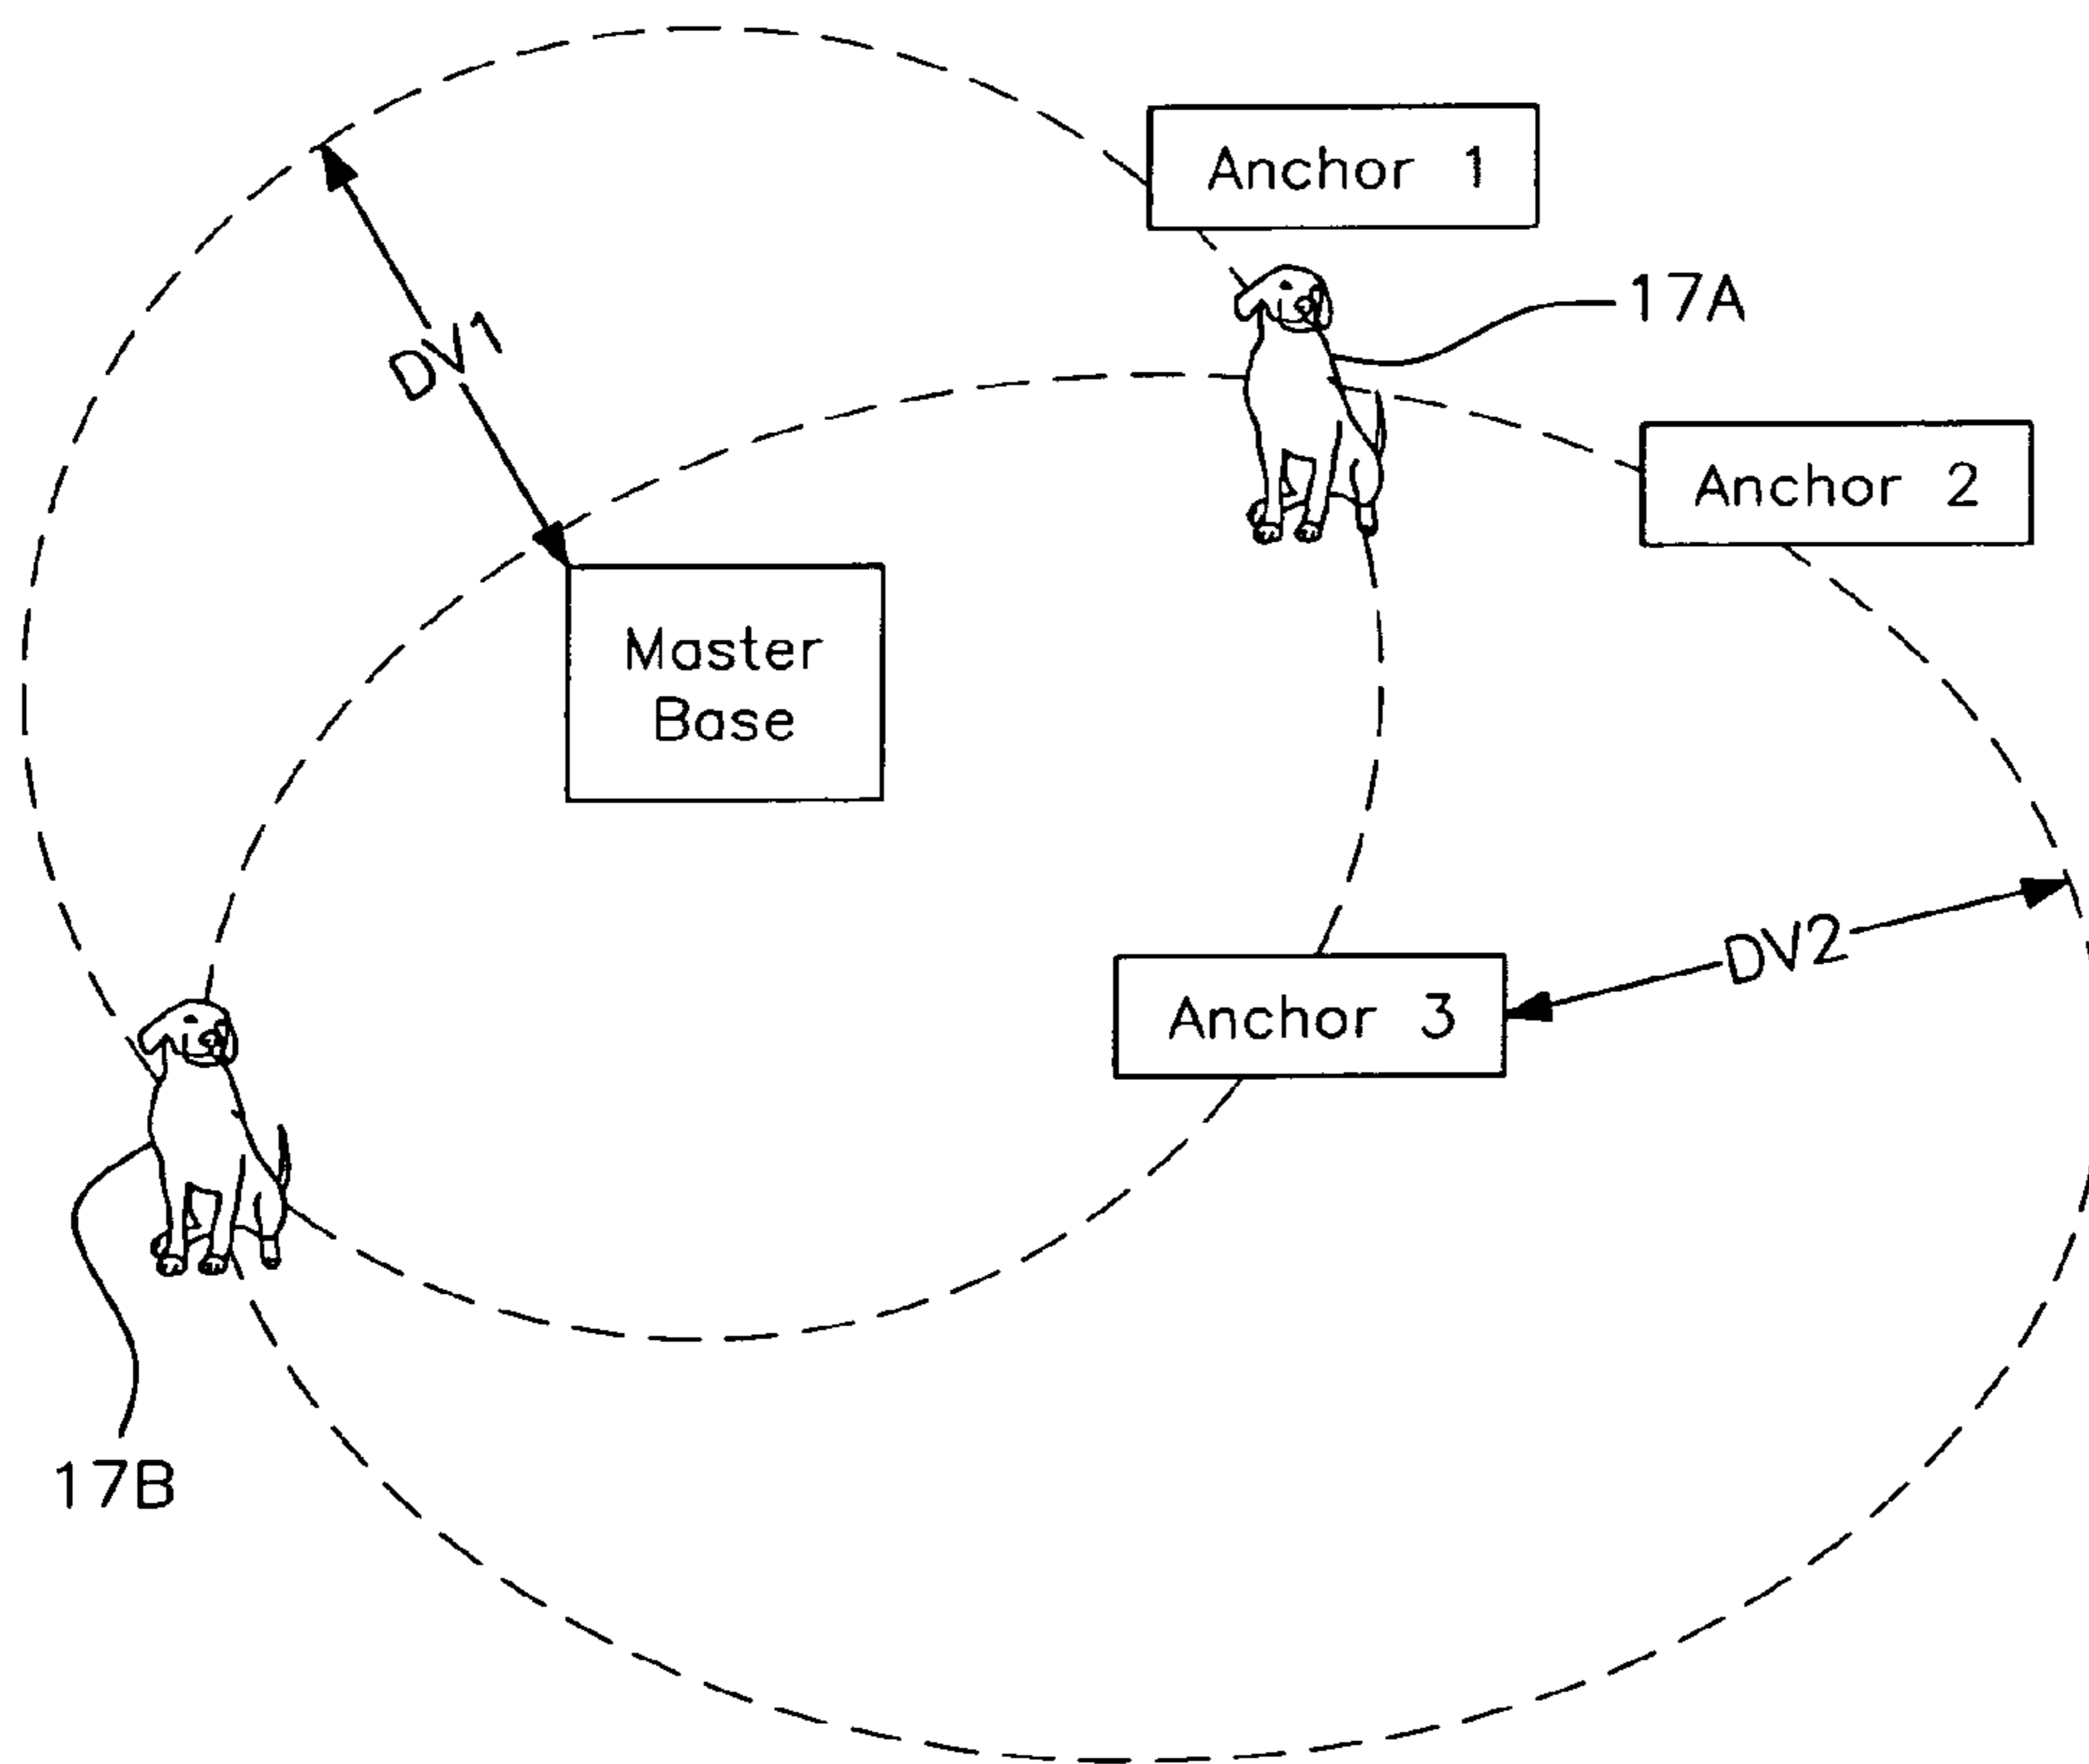 Anchor 1
17A
DV1
Anchor 2
Master
Base
DV2
Anchor 3
17B